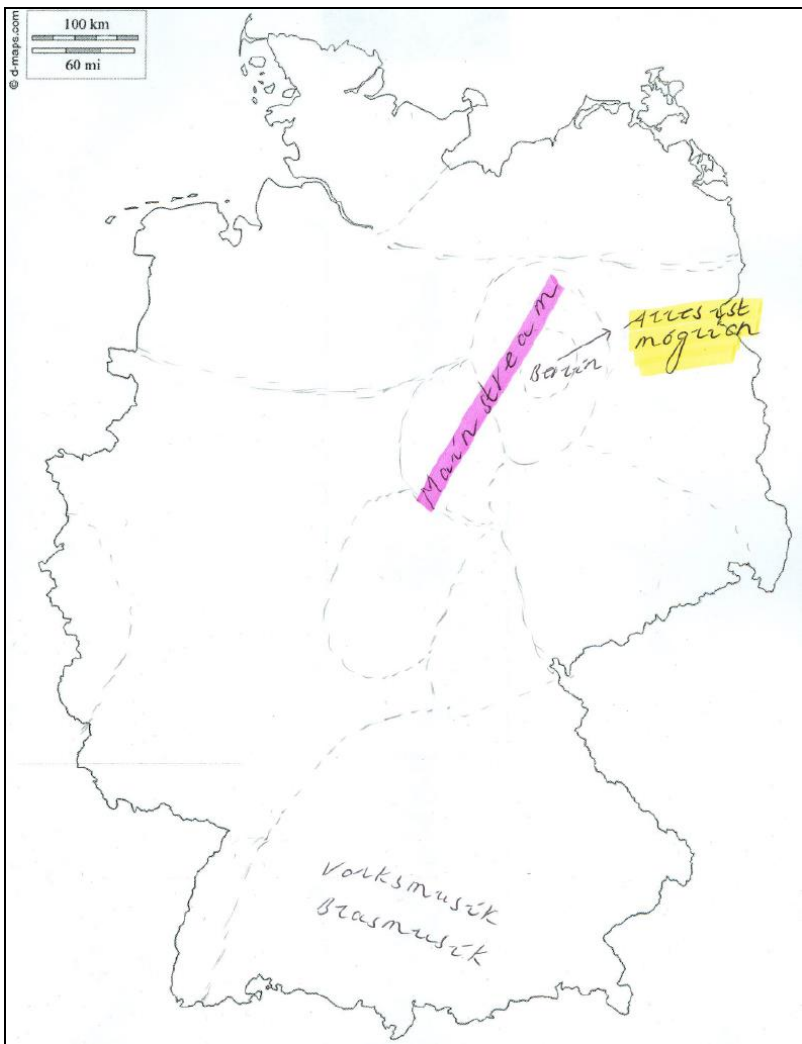 © d-maps.com
100 km
60 mi
Main stream
Berlin
Alles ist
möglich
Volksmusik
Blasmusik